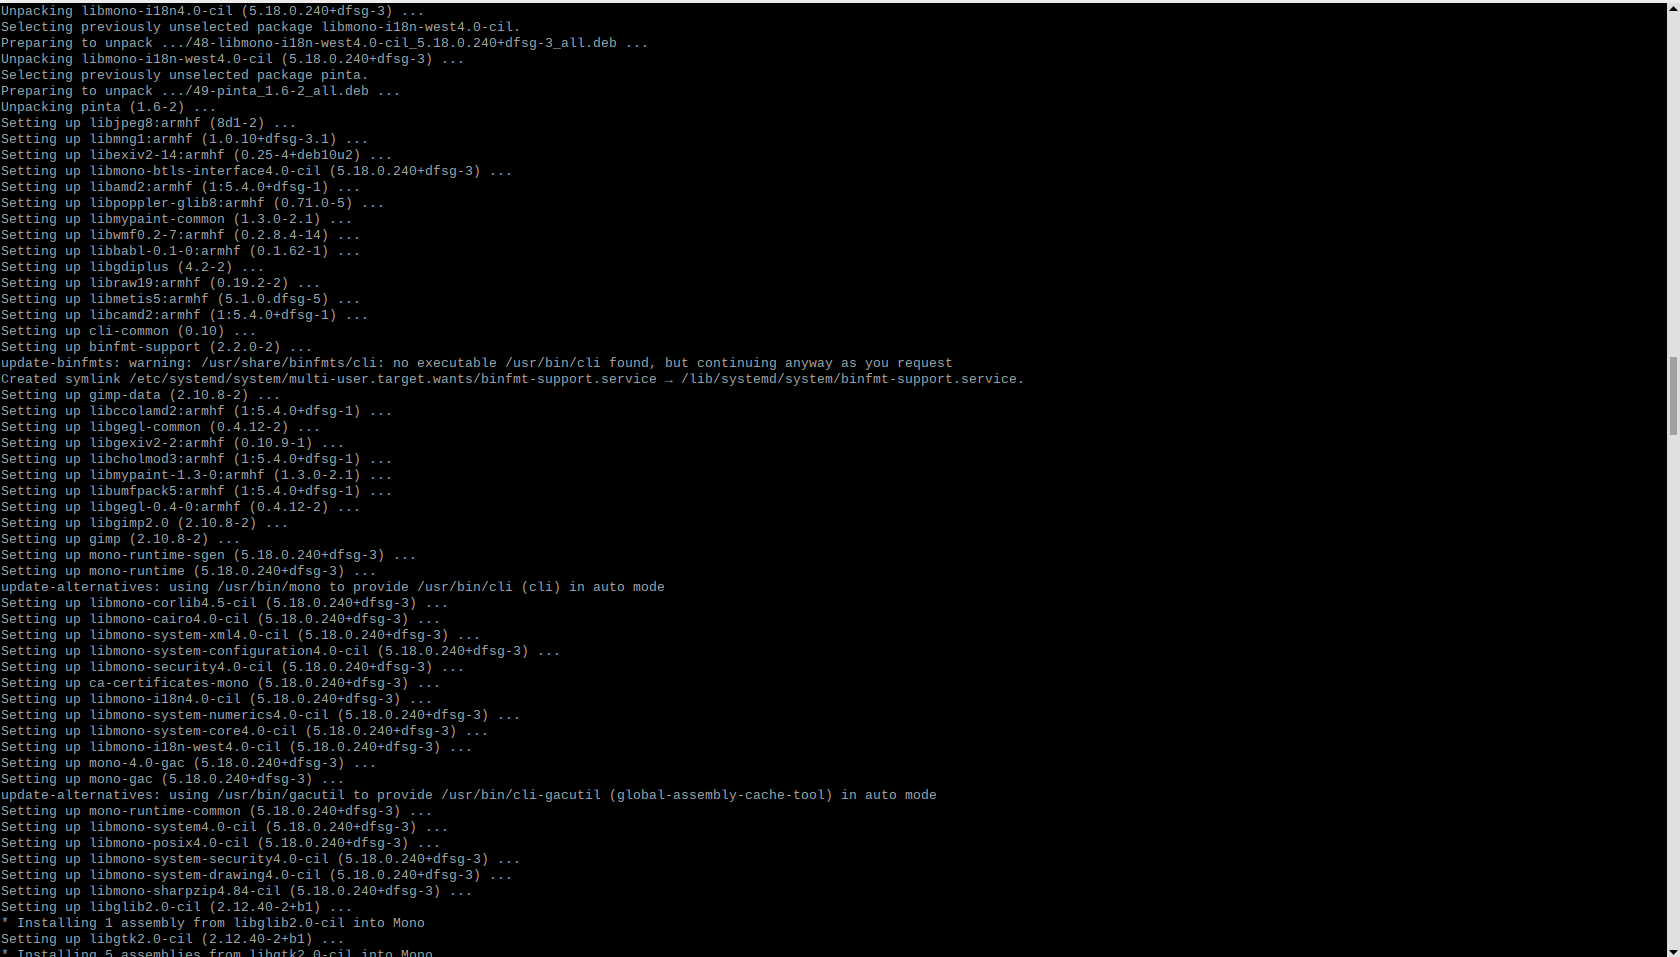 Unpacking libmono-i18n4.0-cil (5.18.0.240+dfsg-3) ...
Selecting previously unselected package libmono-i18n-west4.0-cil.
Preparing to unpack .../48-libmono-i18n-west4.0-cil_5.18.0.240+dfsg-3_all.deb ...
Unpacking libmono-i18n-west4.0-cil (5.18.0.240+dfsg-3) ...
Selecting previously unselected package pinta.
Preparing to unpack .../49-pinta_1.6-2_all.deb ...
Unpacking pinta (1.6-2) ...
Setting up libjpeg8:armhf (8d1-2) ...
Setting up libmng1:armhf (1.0.10+dfsg-3.1) ...
Setting up libexiv2-14:armhf (0.25-4+deb10u2) ...
Setting up libmono-btls-interface4.0-cil (5.18.0.240+dfsg-3) ...
Setting up libamd2:armhf (1:5.4.0+dfsg-1) ...
Setting up libpoppler-glib8:armhf (0.71.0-5) ...
Setting up libmypaint-common (1.3.0-2.1) ...
Setting up libwmf0.2-7:armhf (0.2.8.4-14) ...
Setting up libbabl-0.1-0:armhf (0.1.62-1) ...
Setting up libgdiplus (4.2-2) ...
Setting up libraw19:armhf (0.19.2-2) ...
Setting up libmetis5:armhf (5.1.0.dfsg-5) ...
Setting up libcamd2:armhf (1:5.4.0+dfsg-1) ...
Setting up cli-common (0.10) ...
Setting up binfmt-support (2.2.0-2) ...
update-binfmts: warning: /usr/share/binfmts/cli: no executable /usr/bin/cli found, but continuing anyway as you request
Created symlink /etc/systemd/system/multi-user.target.wants/binfmt-support.service → /lib/systemd/system/binfmt-support.service.
Setting up gimp-data (2.10.8-2) ...
Setting up libccolamd2:armhf (1:5.4.0+dfsg-1) ...
Setting up libgegl-common (0.4.12-2) ...
Setting up libgexiv2-2:armhf (0.10.9-1) ...
Setting up libcholmod3:armhf (1:5.4.0+dfsg-1) ...
Setting up libmypaint-1.3-0:armhf (1.3.0-2.1) ...
Setting up libumfpack5:armhf (1:5.4.0+dfsg-1) ...
Setting up libgegl-0.4-0:armhf (0.4.12-2) ...
Setting up libgimp2.0 (2.10.8-2) ...
Setting up gimp (2.10.8-2) ...
Setting up mono-runtime-sgen (5.18.0.240+dfsg-3) ...
Setting up mono-runtime (5.18.0.240+dfsg-3) ...
update-alternatives: using /usr/bin/mono to provide /usr/bin/cli (cli) in auto mode
Setting up libmono-corlib4.5-cil (5.18.0.240+dfsg-3) ...
Setting up libmono-cairo4.0-cil (5.18.0.240+dfsg-3) ...
Setting up libmono-system-xml4.0-cil (5.18.0.240+dfsg-3) ...
Setting up libmono-system-configuration4.0-cil (5.18.0.240+dfsg-3) ...
Setting up libmono-security4.0-cil (5.18.0.240+dfsg-3) ...
Setting up ca-certificates-mono (5.18.0.240+dfsg-3) ...
Setting up libmono-i18n4.0-cil (5.18.0.240+dfsg-3) ...
Setting up libmono-system-numerics4.0-cil (5.18.0.240+dfsg-3) ...
Setting up libmono-system-core4.0-cil (5.18.0.240+dfsg-3) ...
Setting up libmono-i18n-west4.0-cil (5.18.0.240+dfsg-3) ...
Setting up mono-4.0-gac (5.18.0.240+dfsg-3) ...
Setting up mono-gac (5.18.0.240+dfsg-3) ...
update-alternatives: using /usr/bin/gacutil to provide /usr/bin/cli-gacutil (global-assembly-cache-tool) in auto mode
Setting up mono-runtime-common (5.18.0.240+dfsg-3) ...
Setting up libmono-system4.0-cil (5.18.0.240+dfsg-3) ...
Setting up libmono-posix4.0-cil (5.18.0.240+dfsg-3) ...
Setting up libmono-system-security4.0-cil (5.18.0.240+dfsg-3) ...
Setting up libmono-system-drawing4.0-cil (5.18.0.240+dfsg-3) ...
Setting up libmono-sharpzip4.84-cil (5.18.0.240+dfsg-3) ...
Setting up libglib2.0-cil (2.12.40-2+b1) ...
* Installing 1 assembly from libglib2.0-cil into Mono
Setting up libgtk2.0-cil (2.12.40-2+b1) ...
* Installing 5 assemblies from libgtk2.0-cil into Mono